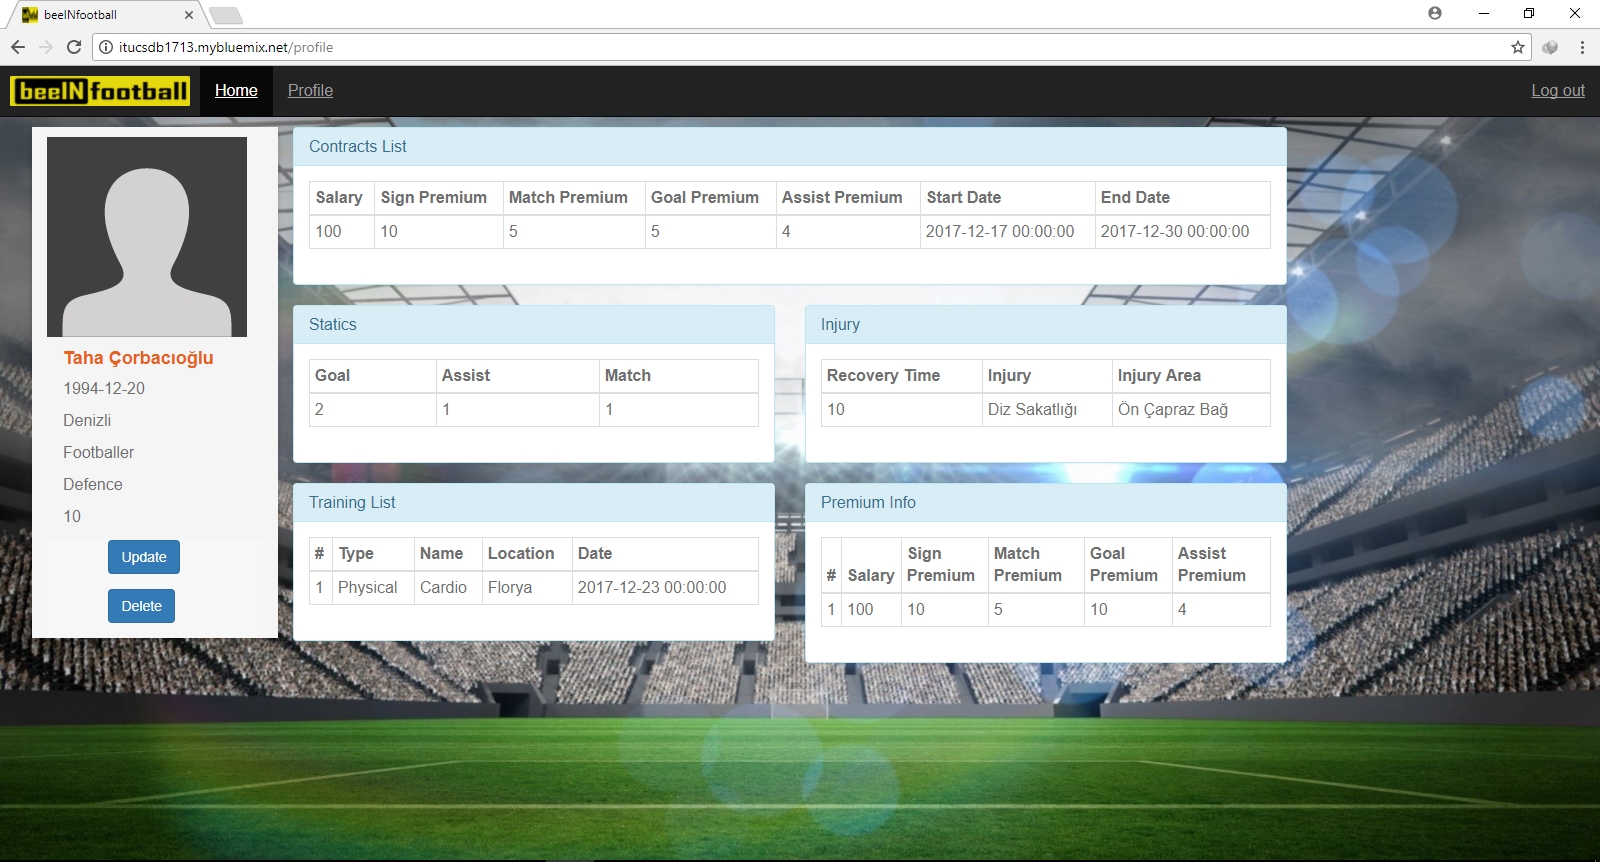 beeINfootball
itucsdb1713.mybluemix.net/profile
beeINfootball
Home
Profile
Log out
Taha Çorbacıoğlu
1994-12-20
Denizli
Footballer
Defence
10
Update
Delete
Contracts List
Salary Sign Premium Match Premium Goal Premium Assist Premium Start Date End Date
100 10 5 5 4 2017-12-17 00:00:00 2017-12-30 00:00:00
Statics
Goal Assist Match
2 1 1
Injury
Recovery Time Injury Injury Area
10 Diz Sakatlığı Ön Çapraz Bağ
Training List
# Type Name Location Date
1 Physical Cardio Florya 2017-12-23 00:00:00
Premium Info
# Salary Sign Premium Match Premium Goal Premium Assist Premium
1 100 10 5 10 4